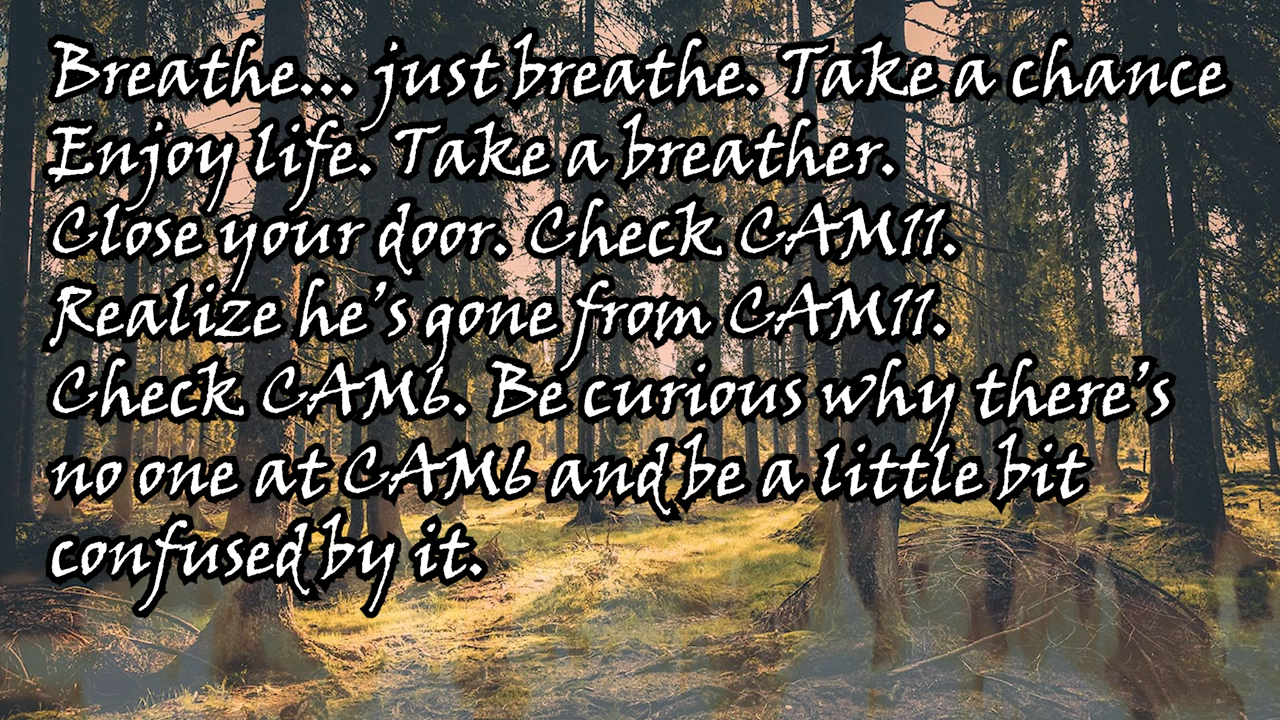 Breathe... just breathe. Take a chance
Enjoy life. Take a breather.
Close your door. Check CAM11.
Realize he's gone from CAM11.
Check CAM6. Be curious why there's
no one at CAM6 and be a little bit
confused by it.